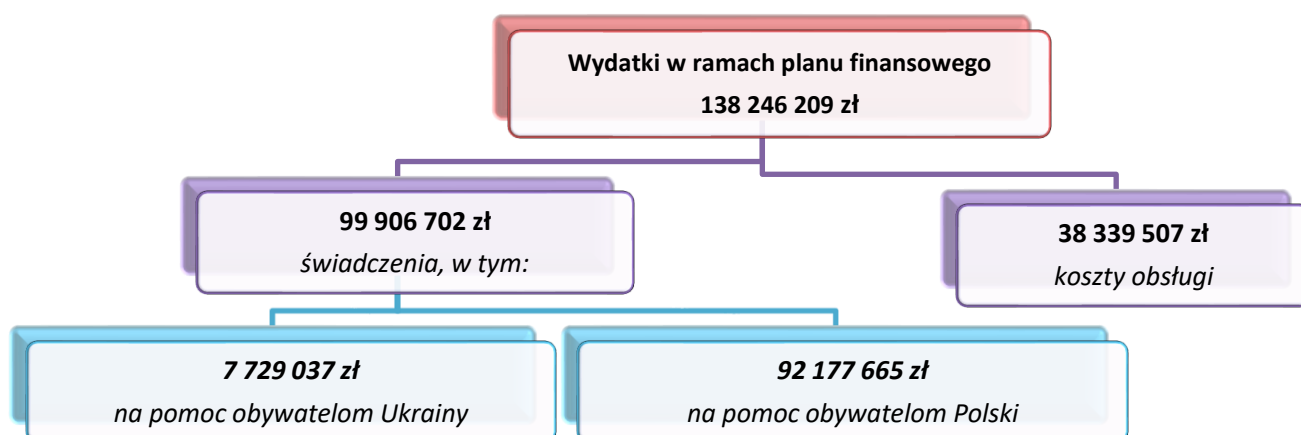 Wydatki w ramach planu finansowego
138 246 209 zł
99 906 702 zł
świadczenia, w tym:
38 339 507 zł
koszty obsługi
7 729 037 zł
na pomoc obywatelom Ukrainy
92 177 665 zł
na pomoc obywatelom Polski